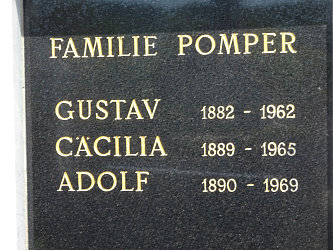 FAMILIE POMPER
GUSTAV 1882 - 1962
CÄCILIA 1889 - 1965
ADOLF 1890 - 1969